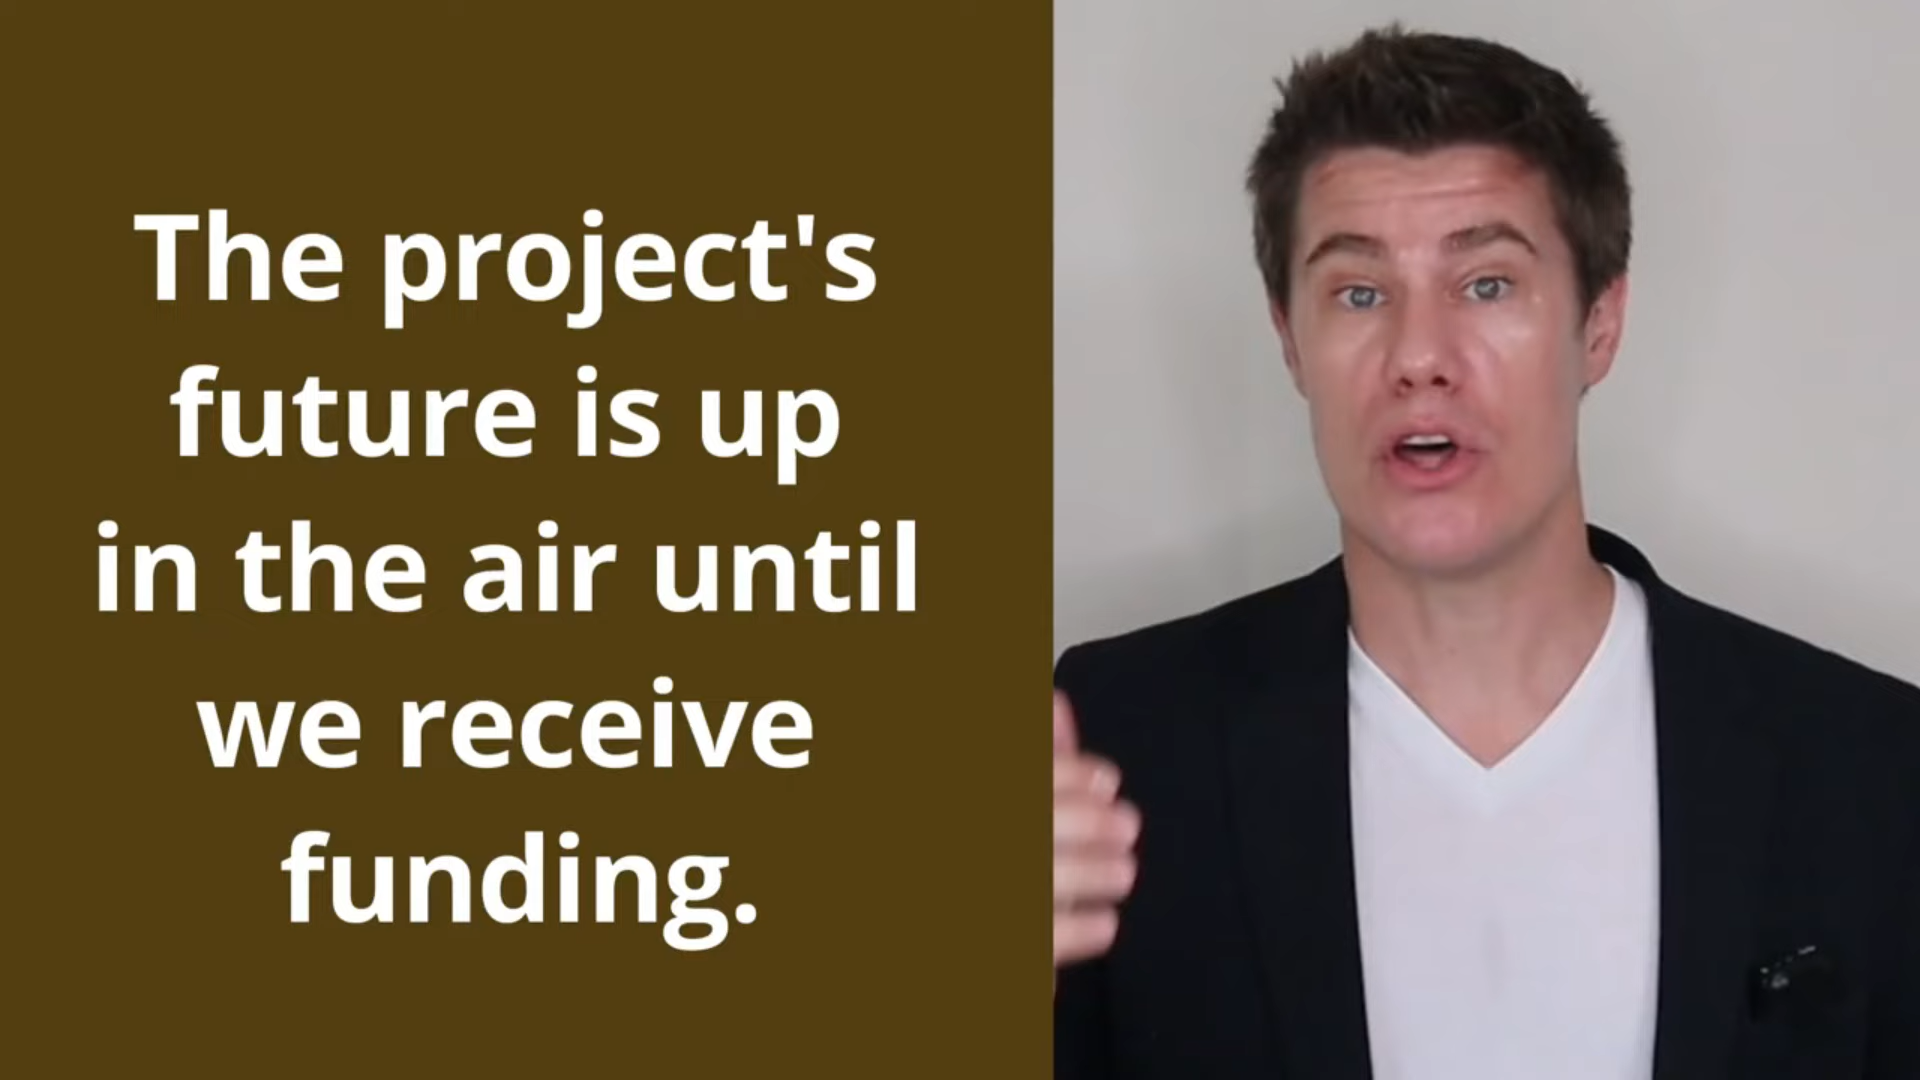 The project's
future is up
in the air until
we receive
funding.